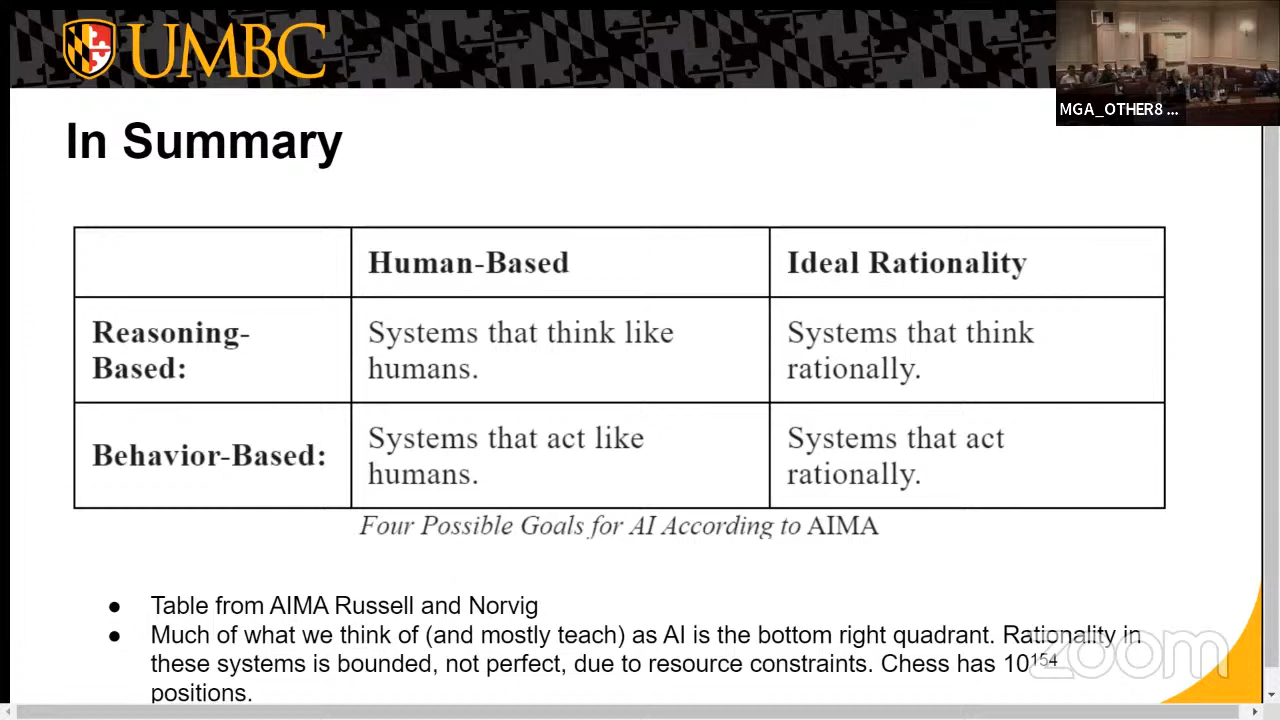 UMBC
MGA_OTHER8 ...
In Summary
Human-Based
Ideal Rationality
Reasoning-
Based:
Systems that think like
humans.
Systems that think
rationally.
Behavior-Based:
Systems that act like
humans.
Systems that act
rationally.
Four Possible Goals for AI According to AIMA
● Table from AIMA Russell and Norvig
● Much of what we think of (and mostly teach) as AI is the bottom right quadrant. Rationality in
these systems is bounded, not perfect, due to resource constraints. Chess has 10¹⁵⁴
positions.
zoom